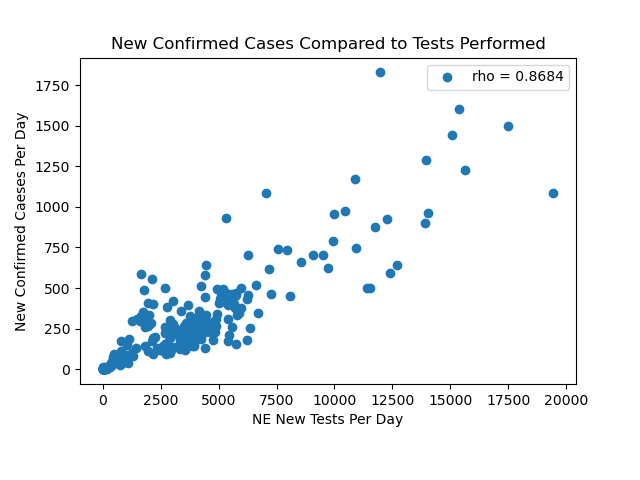 New Confirmed Cases Compared to Tests Performed
rho = 0.8684
New Confirmed Caeses Per Day
1750
1500
1250
1000
750
500
250
0
0 2500 5000 7500 10000 12500 15000 17500 20000
NE New Tests Per Day